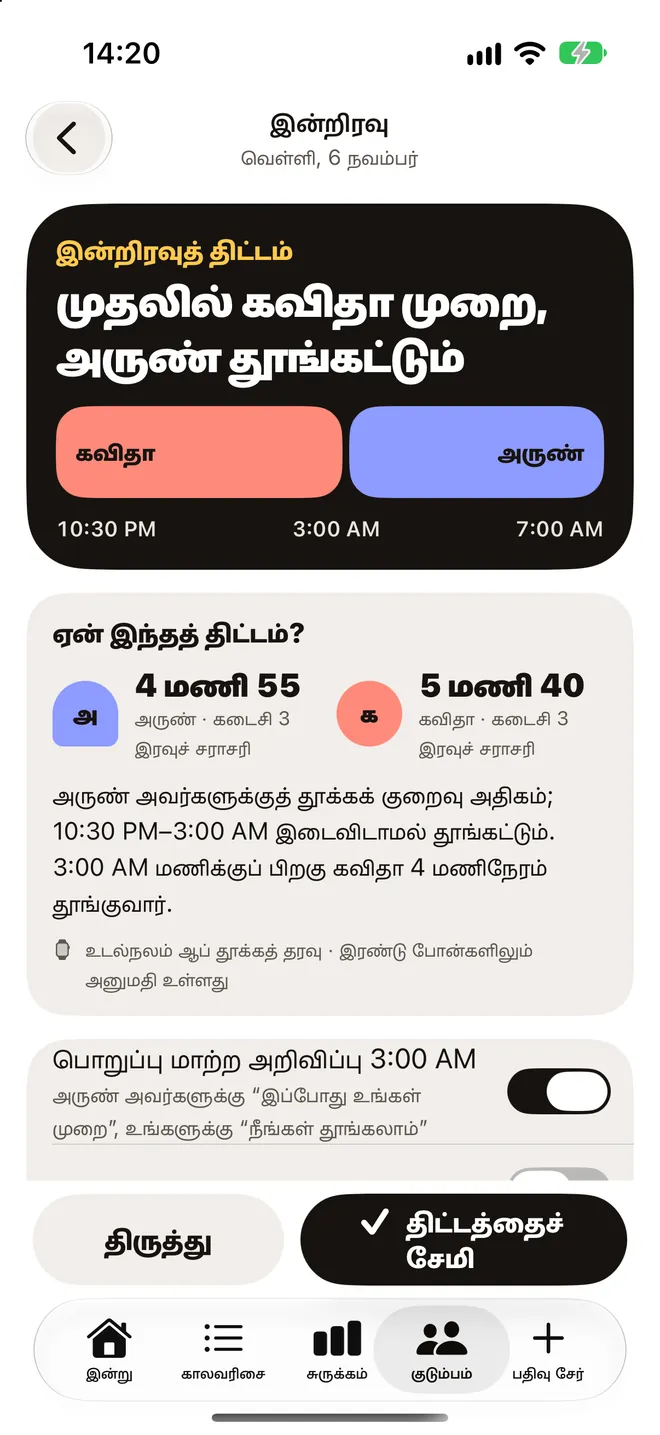 14:20
இன்றிரவு
வெள்ளி, 6 நவம்பர்
இன்றிரவுத் திட்டம்
முதலில் கவிதா முறை,
அருண் தூங்கட்டும்
கவிதா
அருண்
10:30 PM
3:00 AM
7:00 AM
ஏன் இந்தத் திட்டம்?
அ
4 மணி 55
அருண் · கடைசி 3
இரவுச் சராசரி
க
5 மணி 40
கவிதா · கடைசி 3
இரவுச் சராசரி
அருண் அவர்களுக்குத் தூக்கக் குறைவு அதிகம்;
10:30 PM–3:00 AM இடைவிடாமல் தூங்கட்டும்.
3:00 AM மணிக்குப் பிறகு கவிதா 4 மணிநேரம்
தூங்குவார்.
உடல்நலம் ஆப் தூக்கத் தரவு · இரண்டு போன்களிலும்
அனுமதி உள்ளது
பொறுப்பு மாற்ற அறிவிப்பு 3:00 AM
அருண் அவர்களுக்கு “இப்போது உங்கள்
முறை”, உங்களுக்கு “நீங்கள் தூங்கலாம்”
திருத்து
திட்டத்தைச்
சேமி
இன்று
காலவரிசை
சுருக்கம்
குடும்பம்
பதிவு சேர்